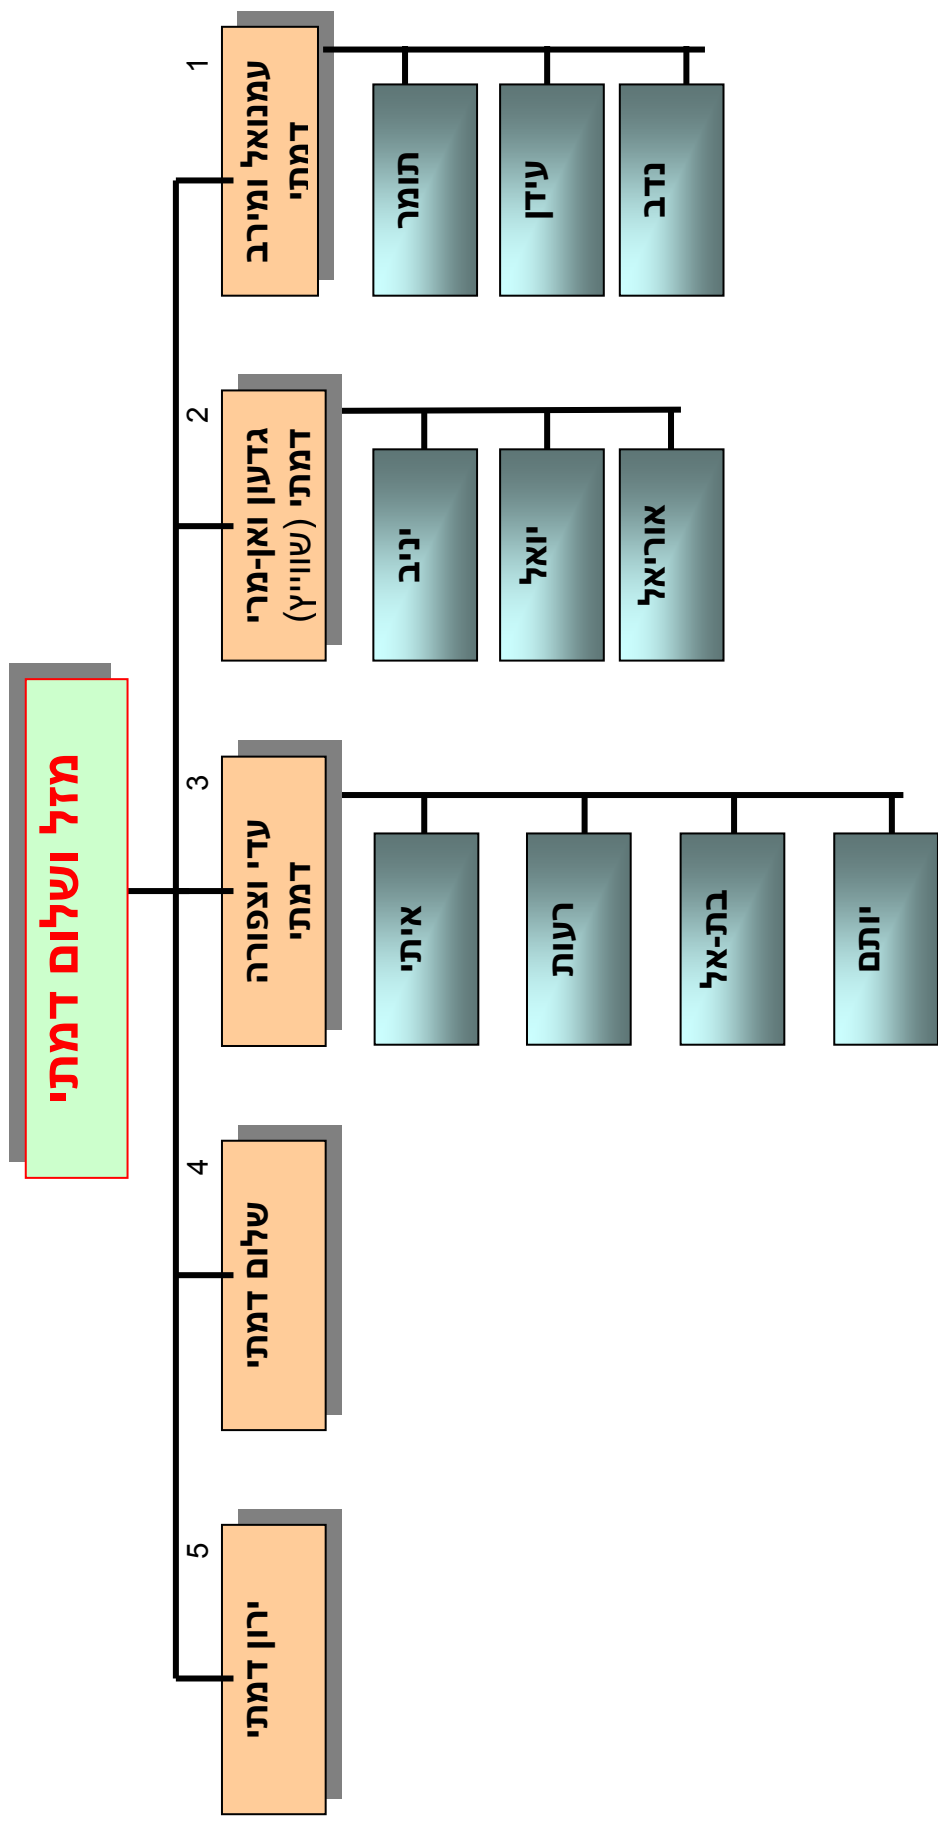 מזל ושלום דמתי
1
עמנואל ומירב
דמתי
תומר
עידן
נדב
2
גדעון ואן-מרי
דמתי (שווייץ)
יניב
יואל
אוריאל
3
עדי וצפורה
דמתי
איתי
רעות
בת-אל
יותם
4
שלום דמתי
5
ירון דמתי